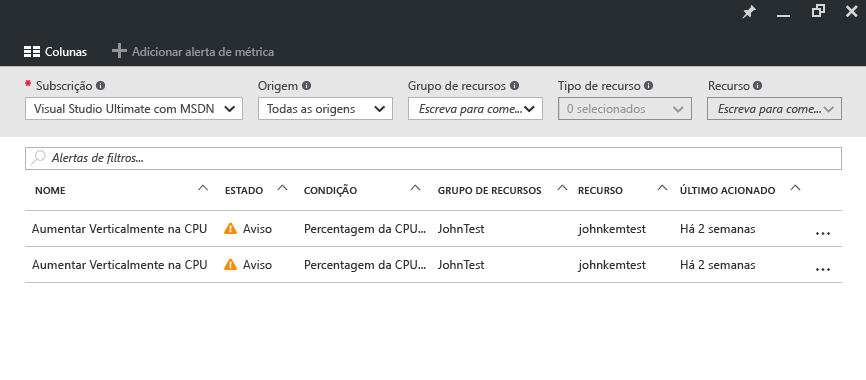 Colunas Adicionar alerta de métrica
* Subscrição Origem Grupo de recursos Tipo de recurso Recurso
Visual Studio Ultimate com MSDN Todas as origens Escreva para come... 0 selecionados Escreva para come...
Alertas de filtros...
NOME ESTADO CONDIÇÃO GRUPO DE RECURSOS RECURSO ÚLTIMO ACIONADO
Aumentar Verticalmente na CPU Aviso Percentagem da CPU... JohnTest johnkemtest Há 2 semanas ...
Aumentar Verticalmente na CPU Aviso Percentagem da CPU... JohnTest johnkemtest Há 2 semanas ...